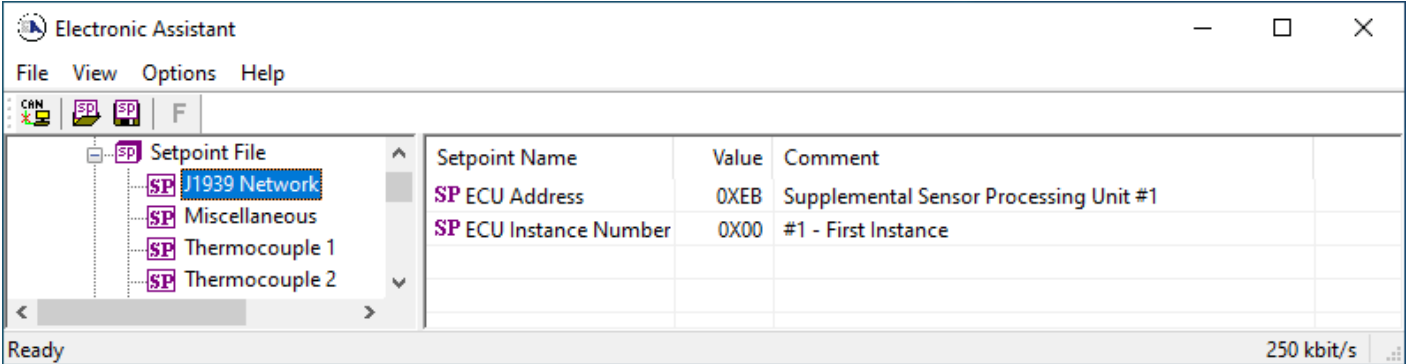 Electronic Assistant
File View Options Help
CAN SP SP F
SP Setpoint File
SP J1939 Network
SP Miscellaneous
SP Thermocouple 1
SP Thermocouple 2
Setpoint Name Value Comment
SP ECU Address 0XEB Supplemental Sensor Processing Unit #1
SP ECU Instance Number 0X00 #1 - First Instance
Ready 250 kbit/s